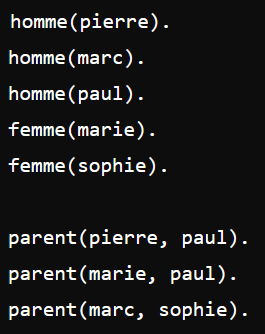 homme(pierre).
homme(marc).
homme(paul).
femme(marie).
femme(sophie).

parent(pierre, paul).
parent(marie, paul).
parent(marc, sophie).